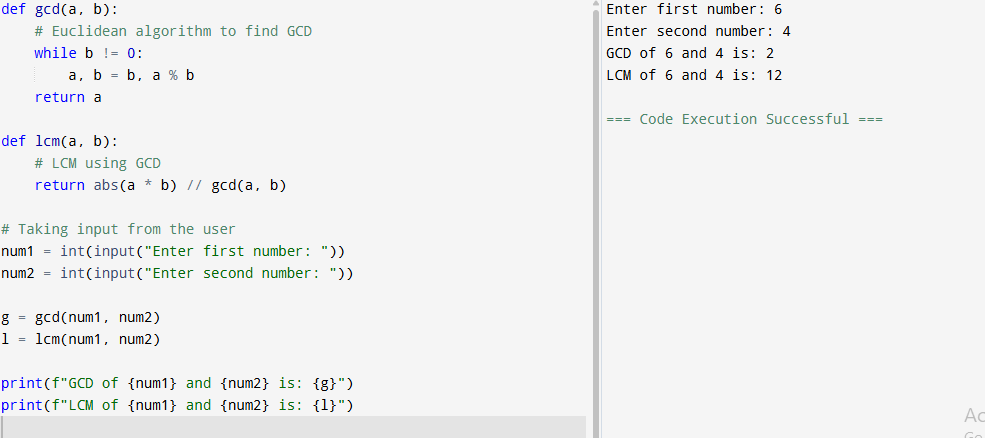 def gcd(a, b):
    # Euclidean algorithm to find GCD
    while b != 0:
        a, b = b, a % b
    return a

def lcm(a, b):
    # LCM using GCD
    return abs(a * b) // gcd(a, b)

# Taking input from the user
num1 = int(input("Enter first number: "))
num2 = int(input("Enter second number: "))

g = gcd(num1, num2)
l = lcm(num1, num2)

print(f"GCD of {num1} and {num2} is: {g}")
print(f"LCM of {num1} and {num2} is: {l}")
Enter first number: 6
Enter second number: 4
GCD of 6 and 4 is: 2
LCM of 6 and 4 is: 12

=== Code Execution Successful ===